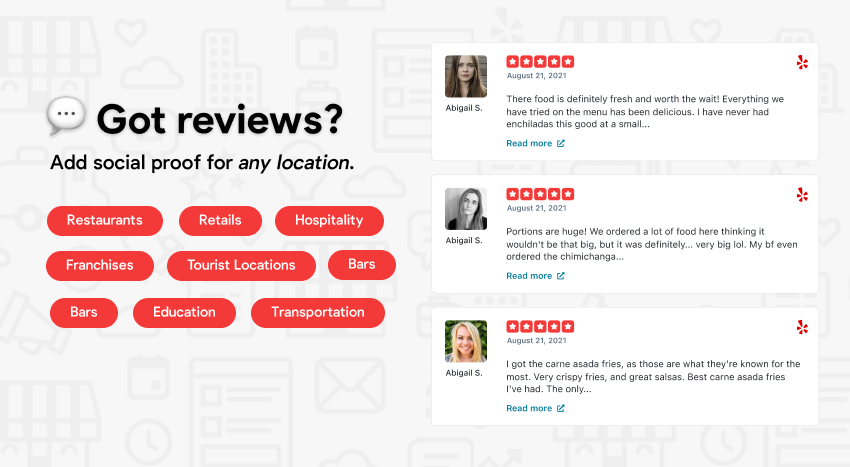 Got reviews?
Add social proof for any location.
Restaurants
Retails
Hospitality
Franchises
Tourist Locations
Bars
Bars
Education
Transportation
August 21, 2021
Abigail S.
There food is definitely fresh and worth the wait! Everything we
have tried on the menu has been delicious. I have never had
enchiladas this good at a small...
Read more
August 21, 2021
Abigail S.
Portions are huge! We ordered a lot of food here thinking it
wouldn't be that big, but it was definitely... very big lol. My bf even
ordered the chimichanga...
Read more
August 21, 2021
Abigail S.
I got the carne asada fries, as those are what they're known for the
most. Very crispy fries, and great salsas. Best carne asada fries
I've had. The only...
Read more